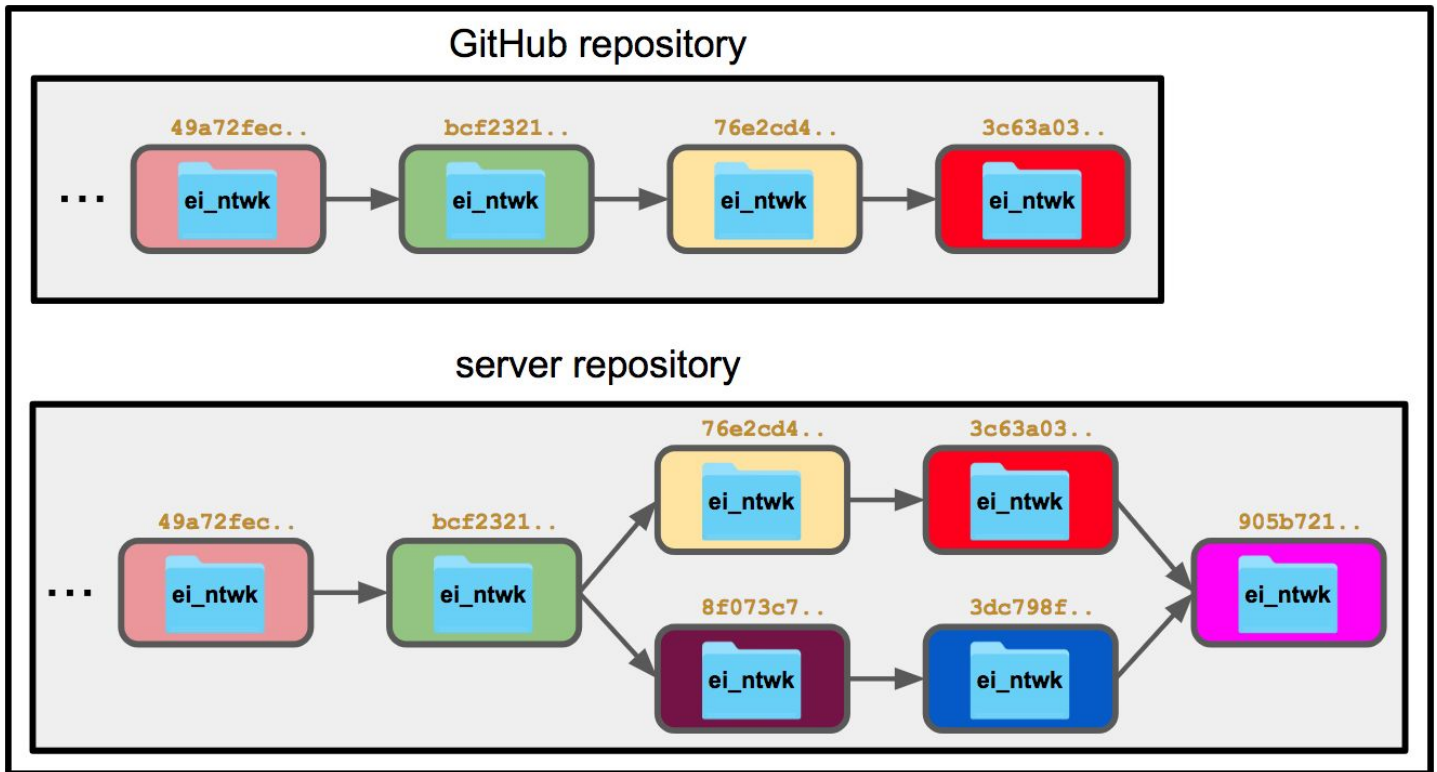 GitHub repository
49a72fec.. bcf2321.. 76e2cd4.. 3c63a03..
... ei_ntwk ei_ntwk ei_ntwk ei_ntwk
server repository
76e2cd4.. 3c63a03..
ei_ntwk ei_ntwk
49a72fec.. bcf2321.. 905b721..
... ei_ntwk ei_ntwk ei_ntwk
8f073c7.. 3dc798f..
ei_ntwk ei_ntwk